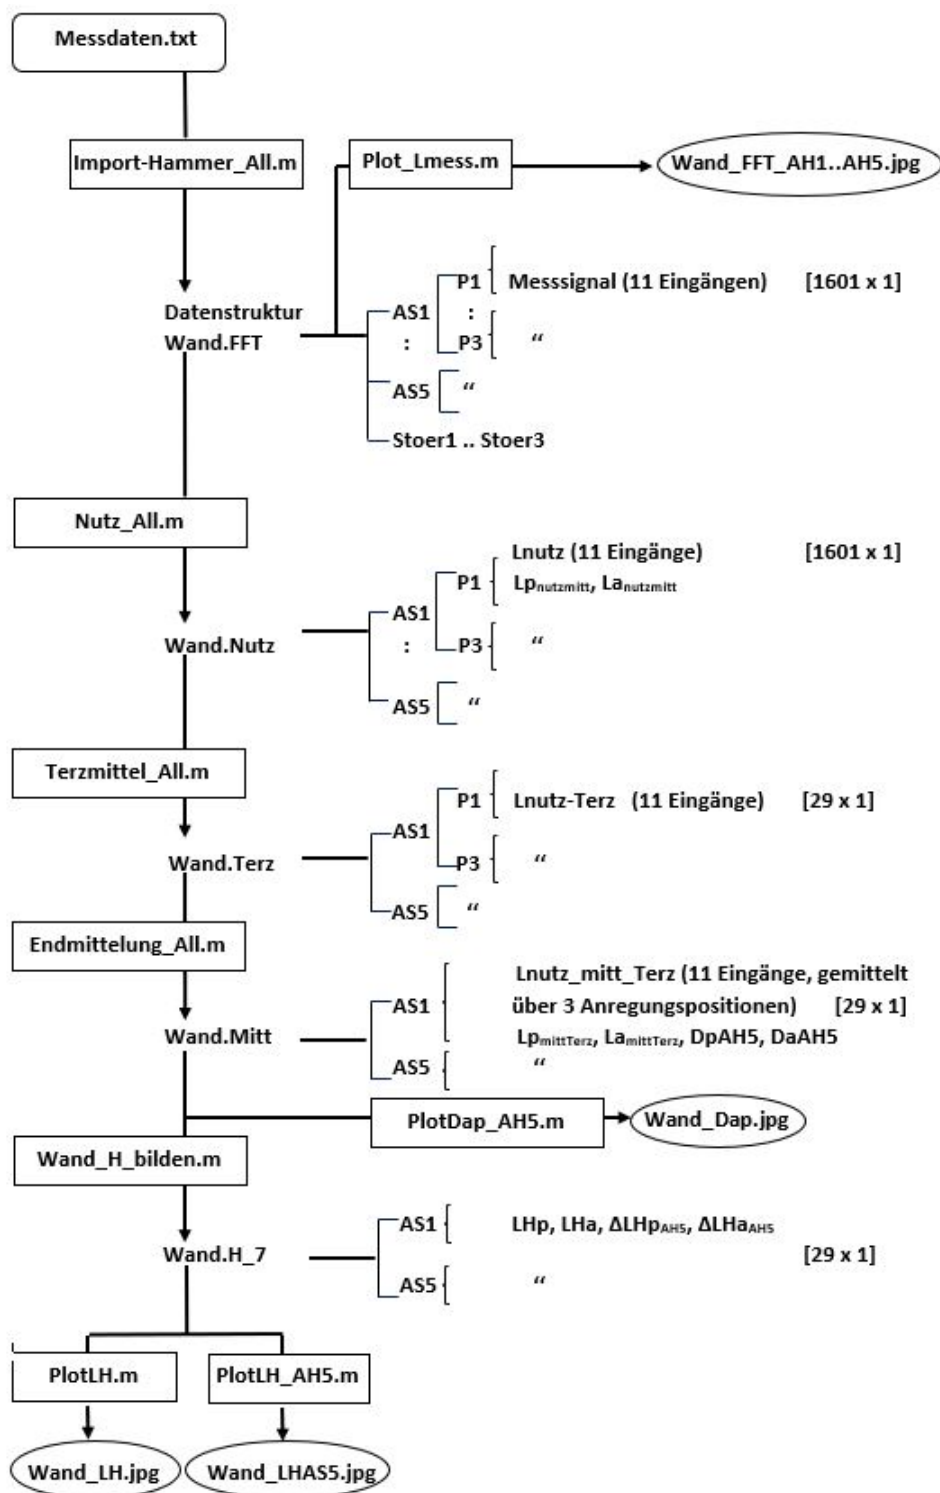 Messdaten.txt
Import-Hammer_All.m
Plot_Lmess.m
Wand_FFT_AH1..AH5.jpg
P1 Messsignal (11 Eingängen) [1601 x 1]
Datenstruktur
AS1 :
Wand.FFT
: P3 “
AS5 “
Stoer1 .. Stoer3
Nutz_All.m
Lnutz (11 Eingänge) [1601 x 1]
P1 Lpnutzmitt, Lanutzmitt
AS1
Wand.Nutz : P3 “
AS5 “
Terzmittel_All.m
P1 Lnutz-Terz (11 Eingänge) [29 x 1]
AS1
Wand.Terz P3 “
AS5 “
Endmittelung_All.m
Lnutz_mitt_Terz (11 Eingänge, gemittelt
AS1 über 3 Anregungspositionen) [29 x 1]
Wand.Mitt LpmittTerz, LamittTerz, DpAH5, DaAH5
AS5 “
PlotDap_AH5.m
Wand_Dap.jpg
Wand_H_bilden.m
AS1 LHp, LHa, ΔLHpAH5, ΔLHaAH5
Wand.H_7 [29 x 1]
AS5 “
PlotLH.m
PlotLH_AH5.m
Wand_LH.jpg
Wand_LHAS5.jpg